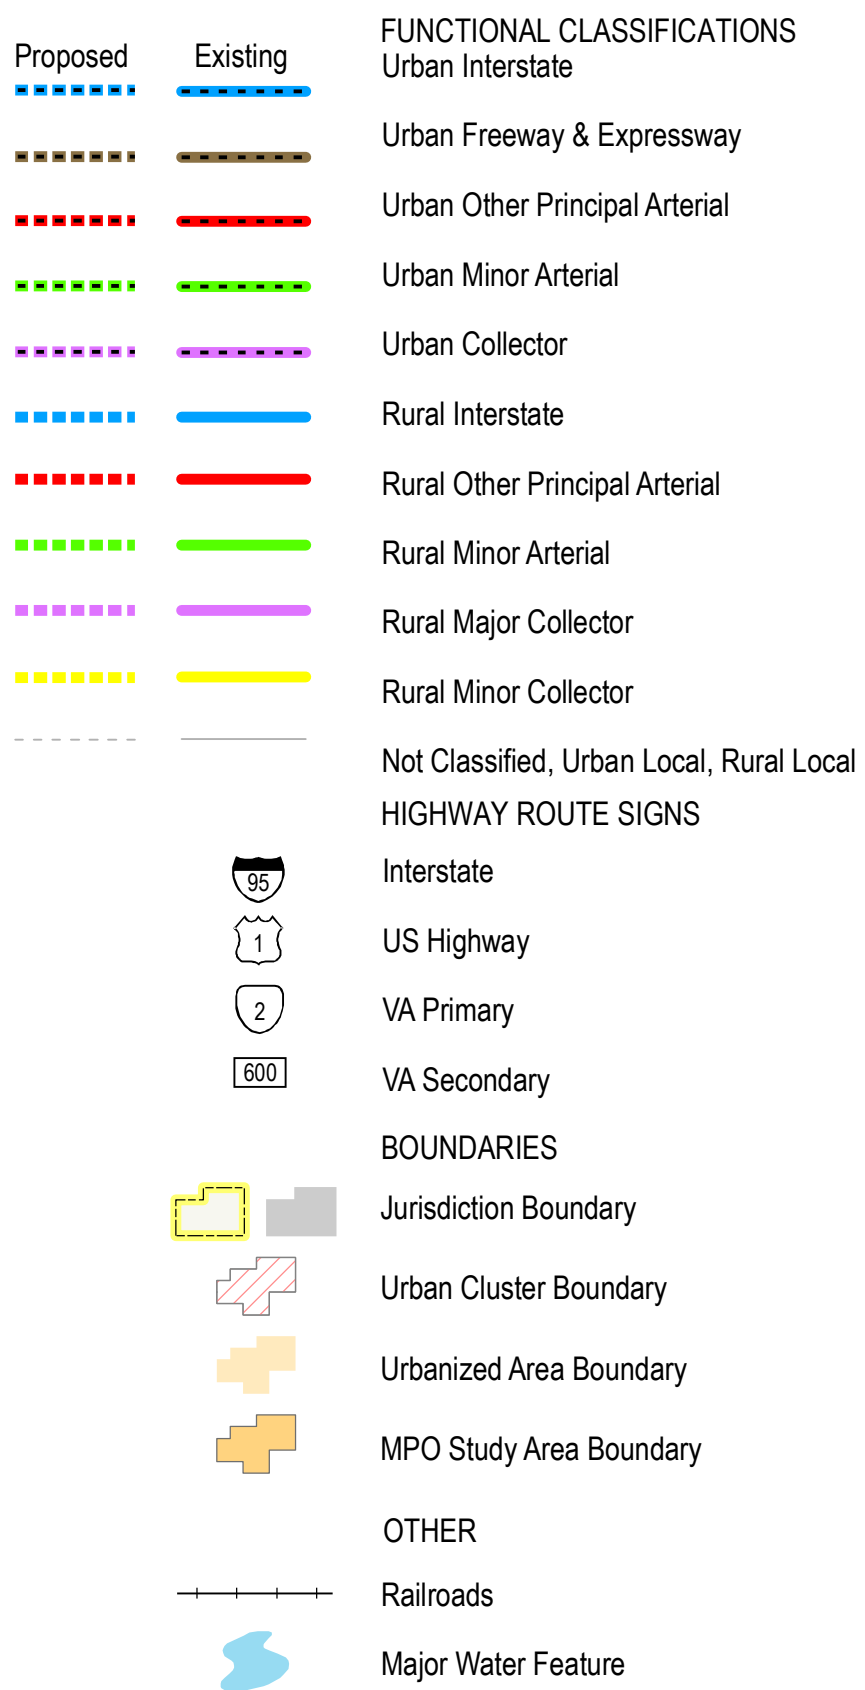 FUNCTIONAL CLASSIFICATIONS
Proposed Existing
Urban Interstate
Urban Freeway & Expressway
Urban Other Principal Arterial
Urban Minor Arterial
Urban Collector
Rural Interstate
Rural Other Principal Arterial
Rural Minor Arterial
Rural Major Collector
Rural Minor Collector
Not Classified, Urban Local, Rural Local
HIGHWAY ROUTE SIGNS
95 Interstate
1 US Highway
2 VA Primary
600 VA Secondary
BOUNDARIES
Jurisdiction Boundary
Urban Cluster Boundary
Urbanized Area Boundary
MPO Study Area Boundary
OTHER
Railroads
Major Water Feature